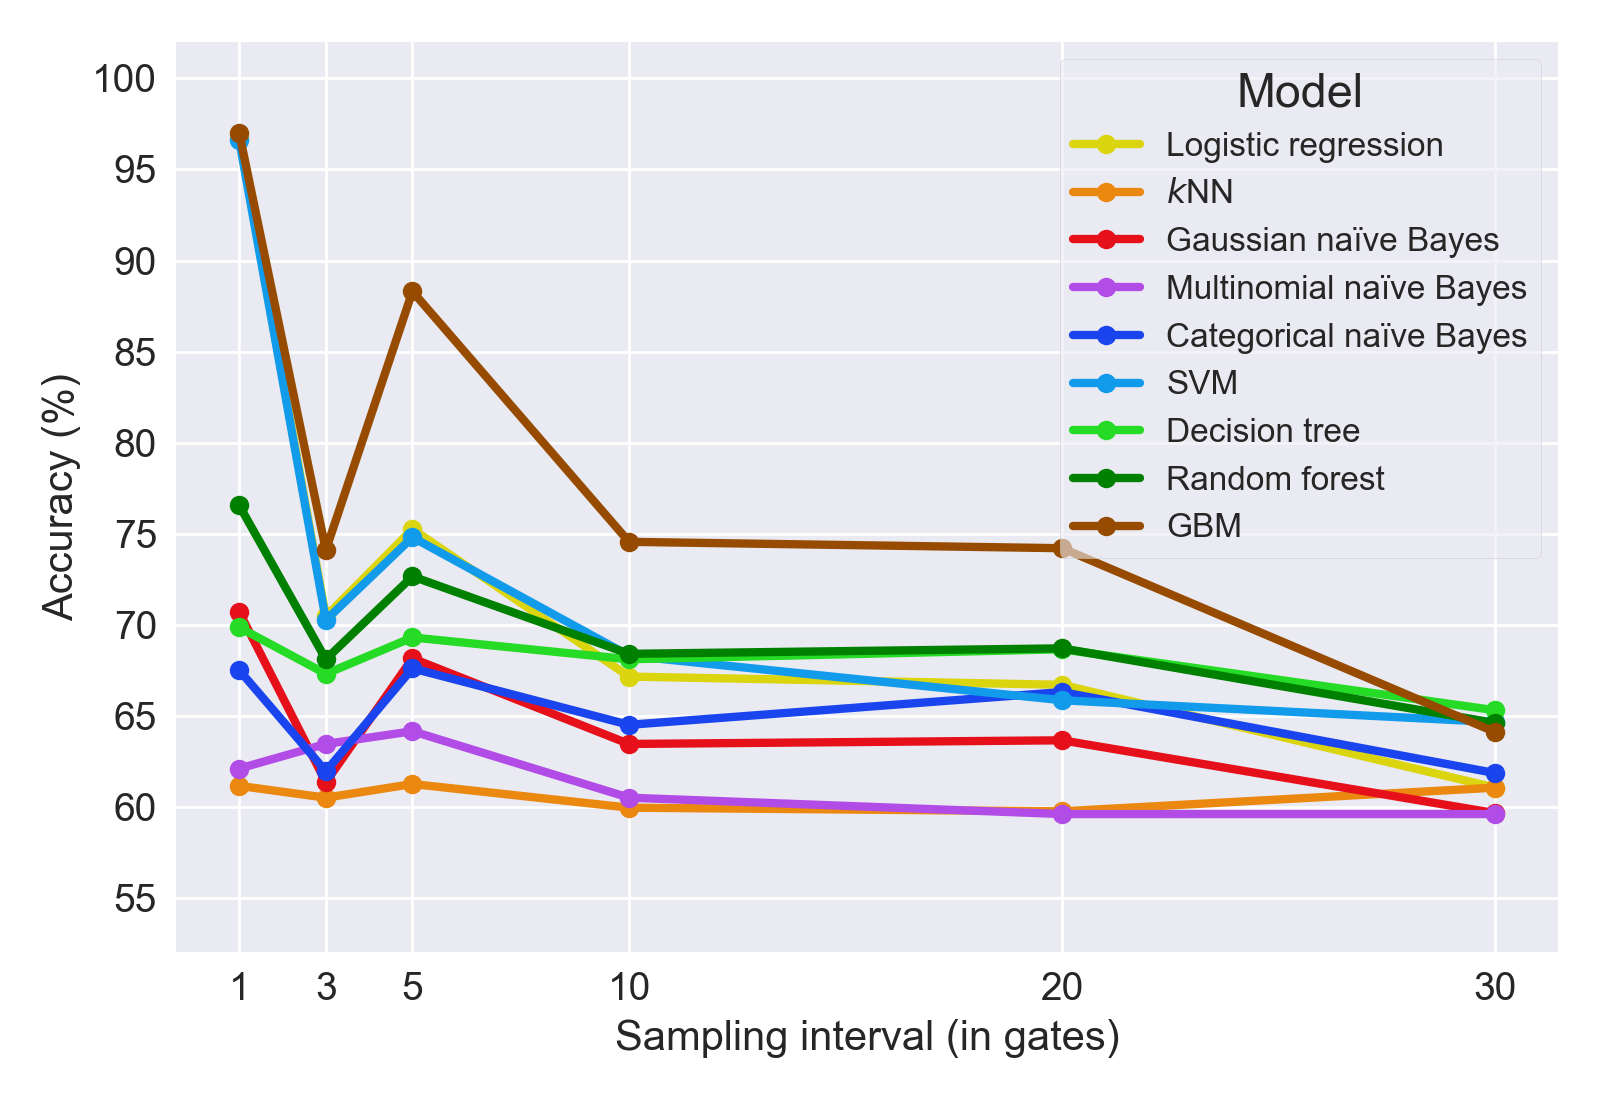 100
95
90
85
80
75
70
65
60
55
Accuracy (%)
Model
Logistic regression
kNN
Gaussian naïve Bayes
Multinomial naïve Bayes
Categorical naïve Bayes
SVM
Decision tree
Random forest
GBM
1 3 5 10 20 30
Sampling interval (in gates)